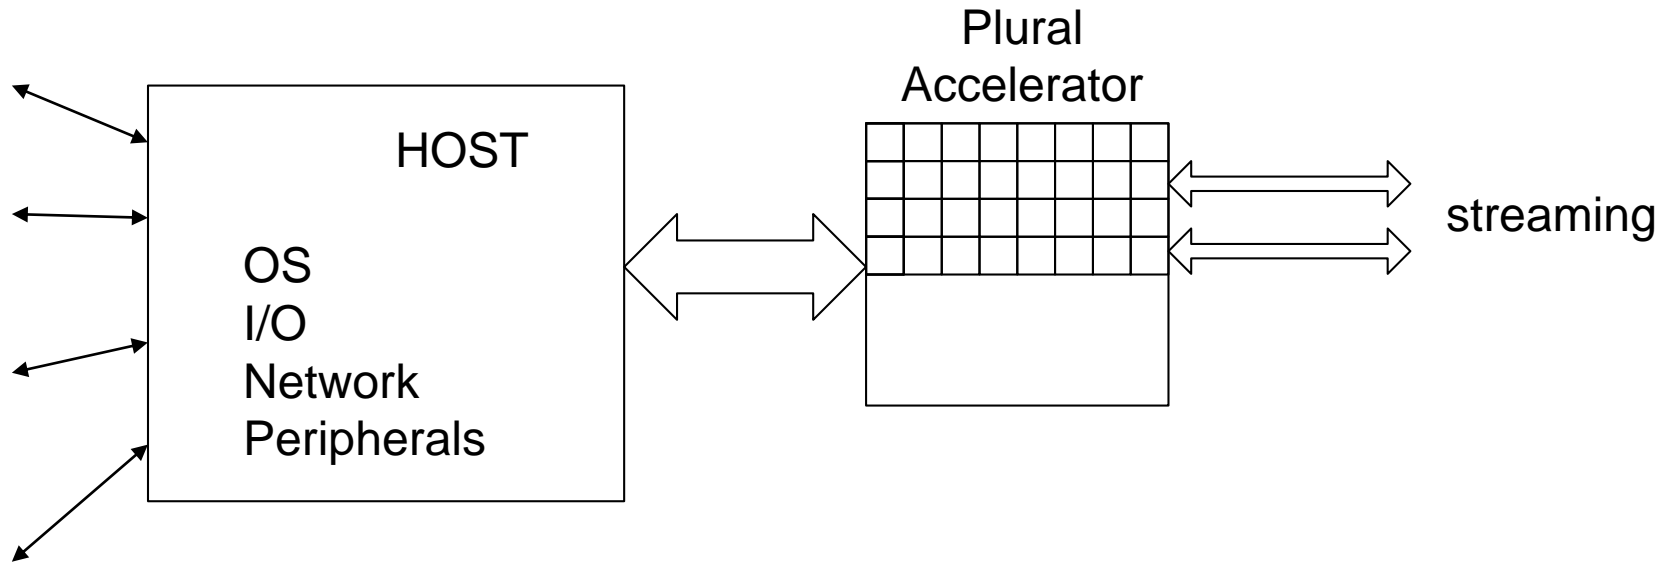 HOST
OS
I/O
Network
Peripherals
Plural
Accelerator
streaming